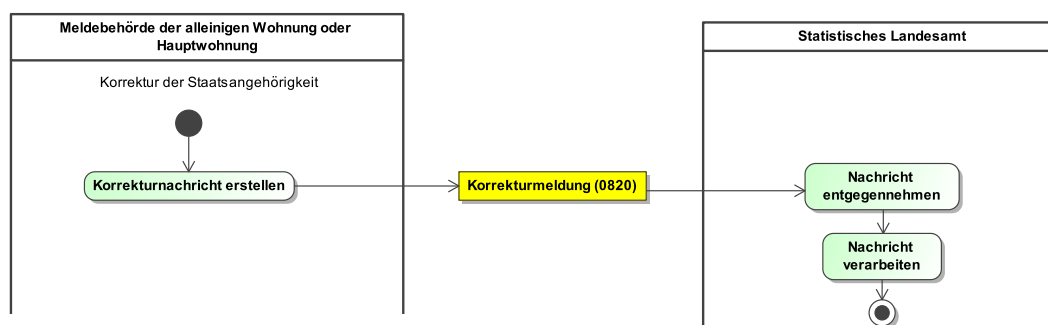 Meldebehörde der alleinigen Wohnung oder
Hauptwohnung
Korrektur der Staatsangehörigkeit
Korrekturnachricht erstellen
Korrekturmeldung (0820)
Statistisches Landesamt
Nachricht
entgegennehmen
Nachricht
verarbeiten